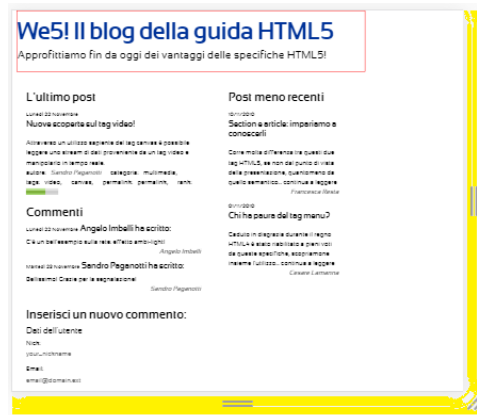 We5! Il blog della guida HTML5
Approfittiamo fin da oggi dei vantaggi delle specifiche HTML5!
L'ultimo post
Lunedì 22 Novembre
Nuove scoperte sul tag video!
Attraverso un utilizzo sapiente del tag canvas è possibile
leggere uno stream di dati proveniente da un tag video e
manipolarlo in tempo reale.
autore: Sandro Paganotti categoria: multimedia,
tags: video, canvas, permalink: permalink, rank:
Commenti
Lunedì 22 Novembre Angelo Imbelli ha scritto:
C'è un bell'esempio sulla rete: effetto ambi-light!
Angelo Imbelli
Martedì 23 Novembre Sandro Paganotti ha scritto:
Bellissimo! Grazie per la segnalazione!
Sandro Paganotti
Inserisci un nuovo commento:
Dati dell'utente
Nick:
your_nickname
Email:
email@domain.ext
Post meno recenti
10/11/2010
Section e article: impariamo a
conoscerli
Corre molta differenza tra questi due
tag HTML5, se non dal punto di vista
della presentazione, quantomeno da
quello semantico... continua a leggere
Francesca Resta
01/11/2010
Chi ha paura del tag menu?
Caduto in disgrazia durante il regno
HTML4 è stato riabilitato a pieni voti
da queste specifiche, scopriamone
insieme l'utilizzo... continua a leggere
Cesare Lamanna